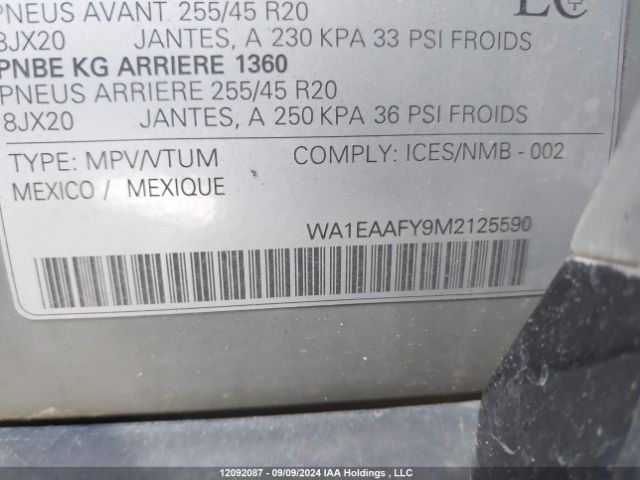 PNEUS AVANT 255/45 R20
8JX20 JANTES, A 230 KPA 33 PSI FROIDS
PNBE KG ARRIERE 1360
PNEUS ARRIERE 255/45 R20
8JX20 JANTES, A 250 KPA 36 PSI FROIDS
TYPE: MPV/VTUM COMPLY: ICES/NMB - 002
MEXICO / MEXIQUE
WA1EAAFY9M2125590
12092087 - 09/09/2024 IAA Holdings , LLC